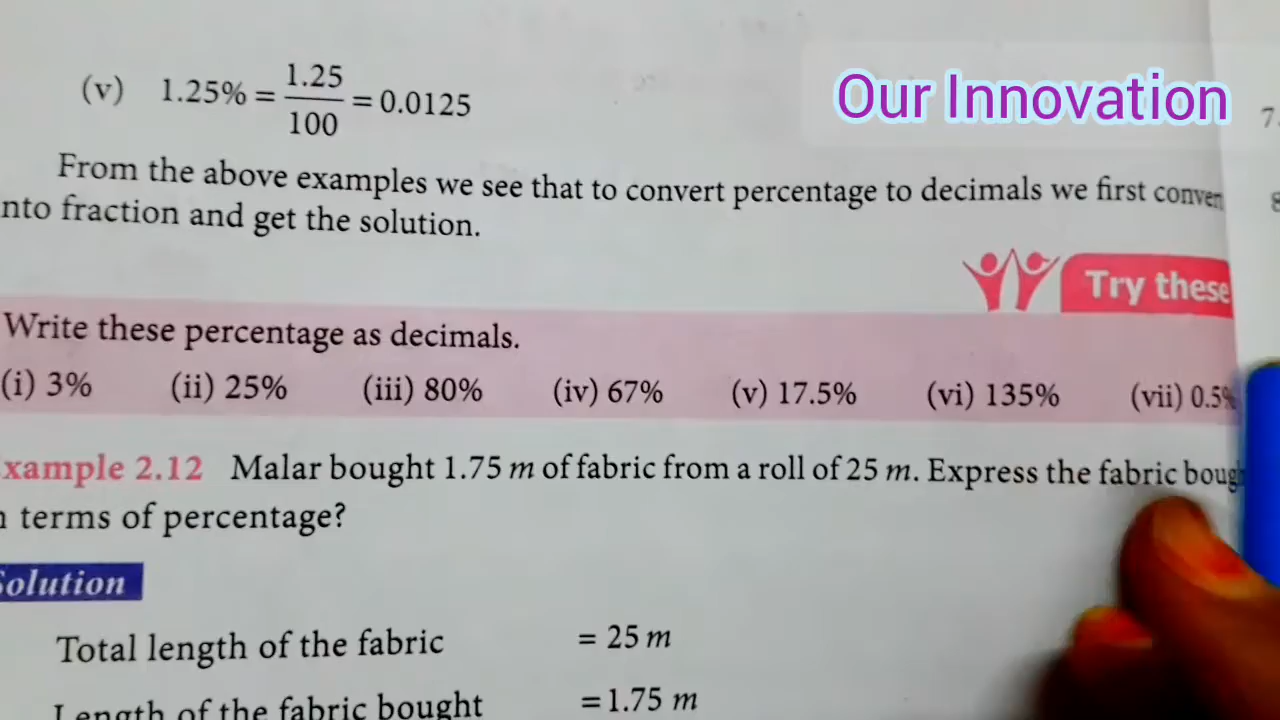 Our Innovation
(v) 1.25% = 1.25/100 = 0.0125
7.
From the above examples we see that to convert percentage to decimals we first conver
nto fraction and get the solution.
8
Try these
Write these percentage as decimals.
(i) 3% (ii) 25% (iii) 80% (iv) 67% (v) 17.5% (vi) 135% (vii) 0.5%
xample 2.12 Malar bought 1.75 m of fabric from a roll of 25 m. Express the fabric bough
n terms of percentage?
Solution
Total length of the fabric = 25 m
Length of the fabric bought = 1.75 m